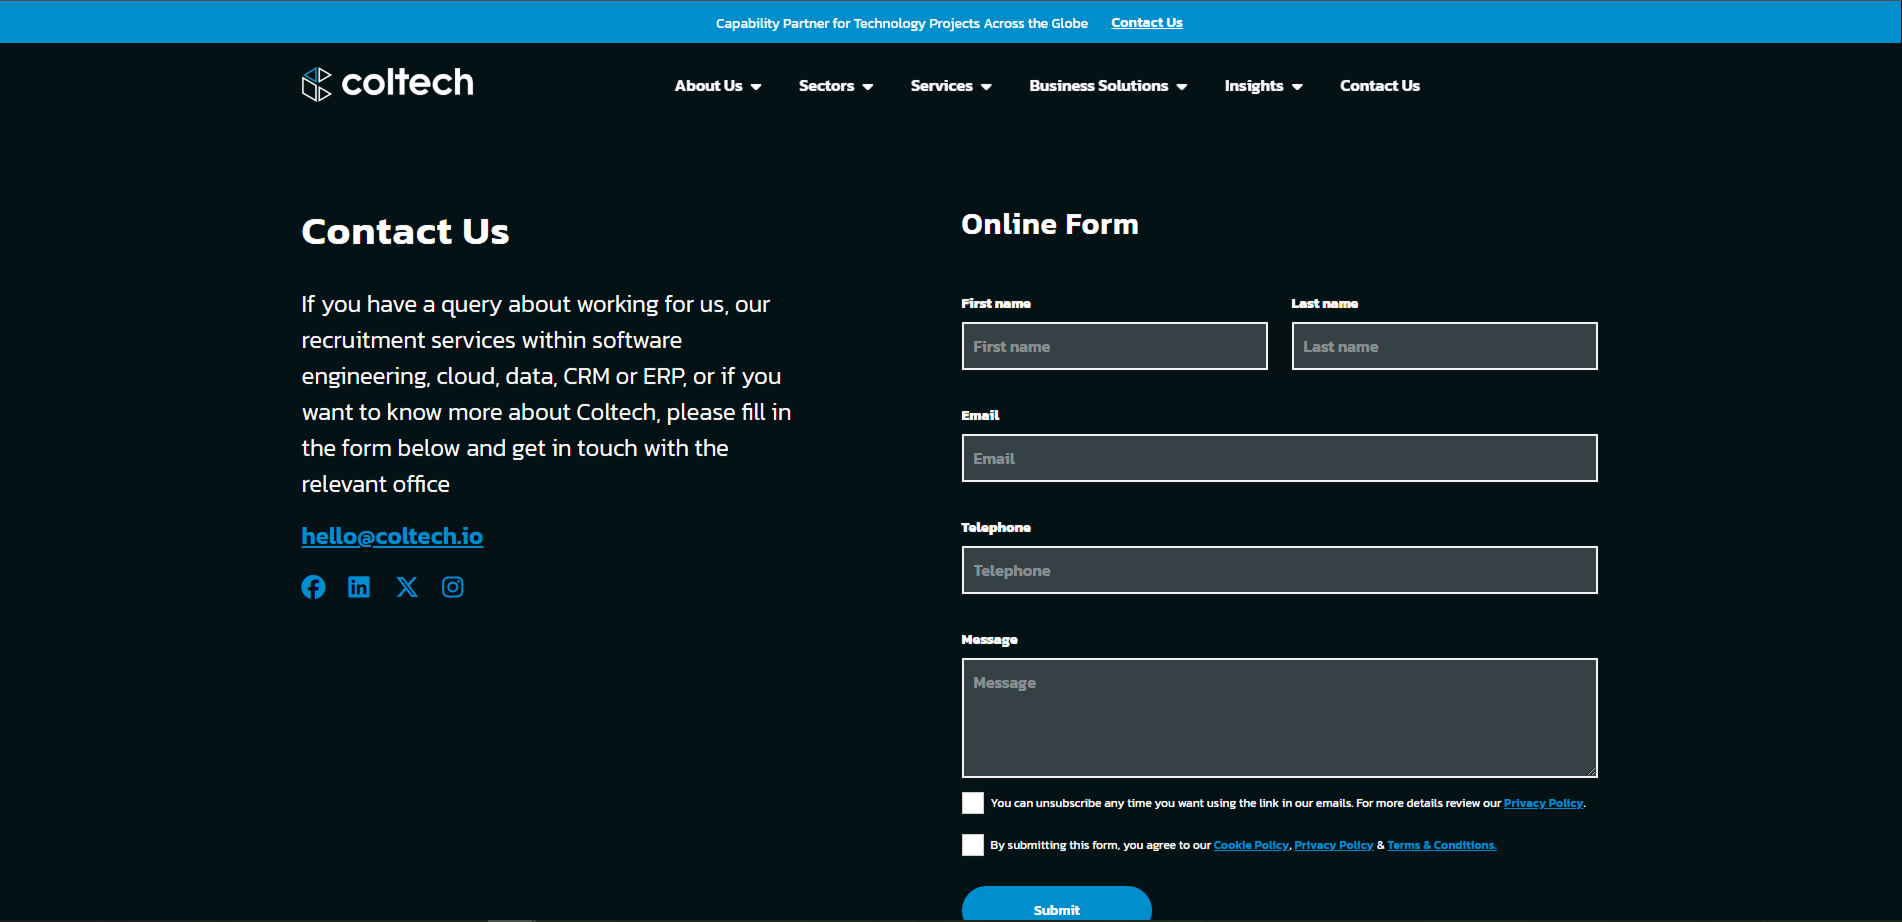 Capability Partner for Technology Projects Across the Globe Contact Us
coltech
About Us Sectors Services Business Solutions Insights Contact Us
Contact Us
If you have a query about working for us, our
recruitment services within software
engineering, cloud, data, CRM or ERP, or if you
want to know more about Coltech, please fill in
the form below and get in touch with the
relevant office
hello@coltech.io
Online Form
First name Last name
First name Last name
Email
Email
Telephone
Telephone
Message
Message
You can unsubscribe any time you want using the link in our emails. For more details review our Privacy Policy.
By submitting this form, you agree to our Cookie Policy, Privacy Policy & Terms & Conditions.
Submit